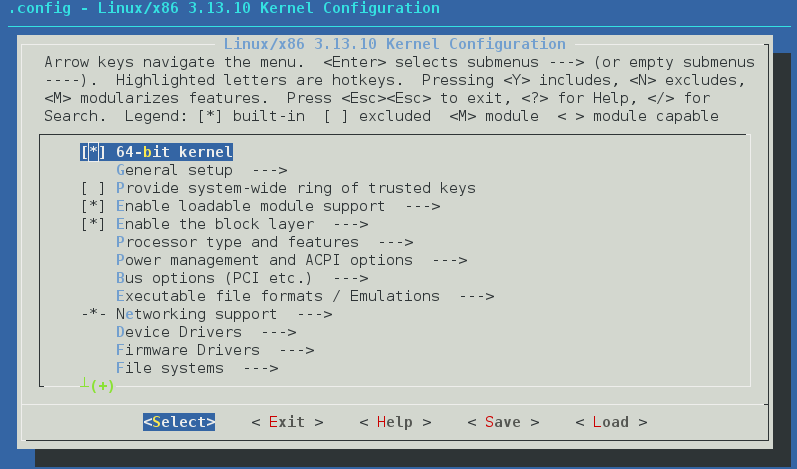 .config - Linux/x86 3.13.10 Kernel Configuration
Linux/x86 3.13.10 Kernel Configuration
Arrow keys navigate the menu.  <Enter> selects submenus ---> (or empty submenus
----).  Highlighted letters are hotkeys.  Pressing <Y> includes, <N> excludes,
<M> modularizes features.  Press <Esc><Esc> to exit, <?> for Help, </> for
Search.  Legend: [*] built-in  [ ] excluded  <M> module  < > module capable
[*] 64-bit kernel
General setup  --->
[ ] Provide system-wide ring of trusted keys
[*] Enable loadable module support  --->
[*] Enable the block layer  --->
Processor type and features  --->
Power management and ACPI options  --->
Bus options (PCI etc.)  --->
Executable file formats / Emulations  --->
-*- Networking support  --->
Device Drivers  --->
Firmware Drivers  --->
File systems  --->
┴(+)
<Select>    < Exit >    < Help >    < Save >    < Load >